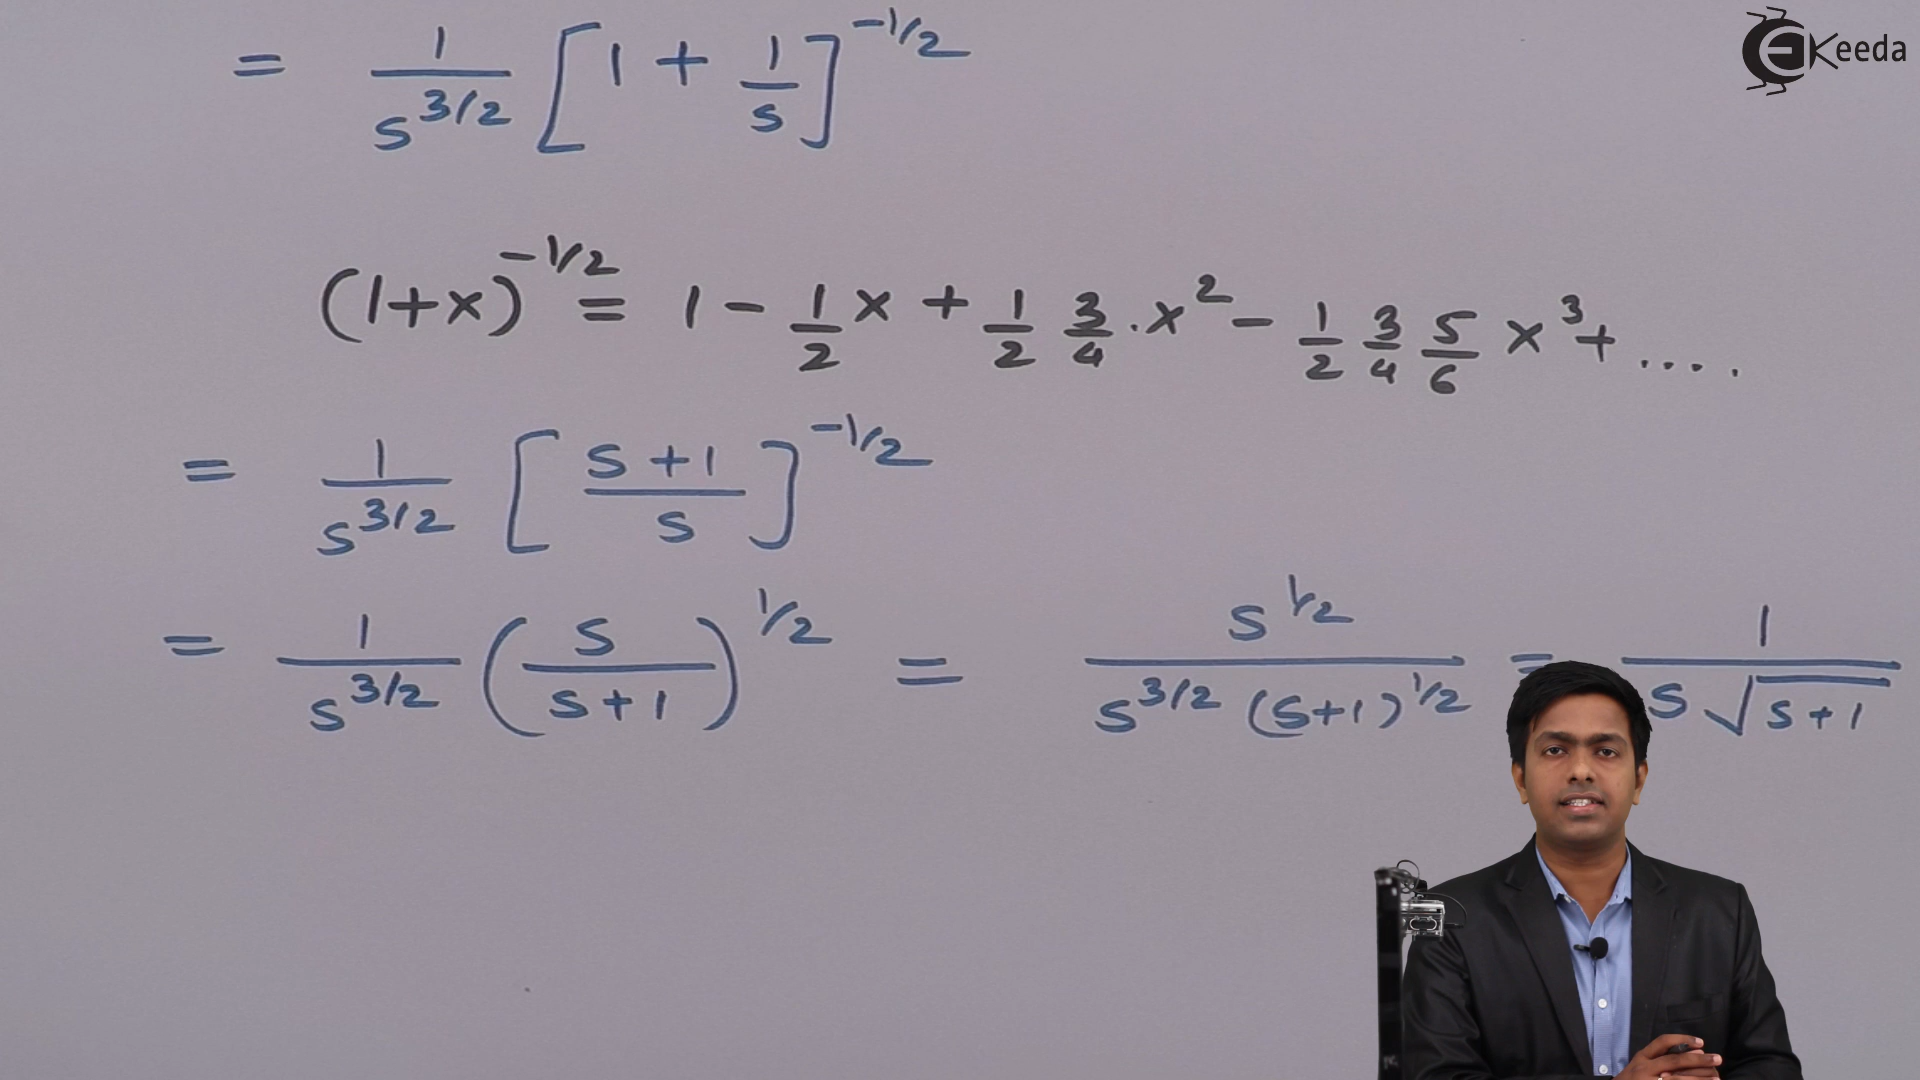 EKeeda
= 1/s^3/2 [1 + 1/s]^-1/2
(1+x)^-1/2 = 1 - 1/2 x + 1/2 3/4 . x^2 - 1/2 3/4 5/6 x^3 + .....
= 1/s^3/2 [s+1/s]^-1/2
= 1/s^3/2 (s/s+1)^1/2 = s^1/2/s^3/2 (s+1)^1/2 = 1/s√s+1